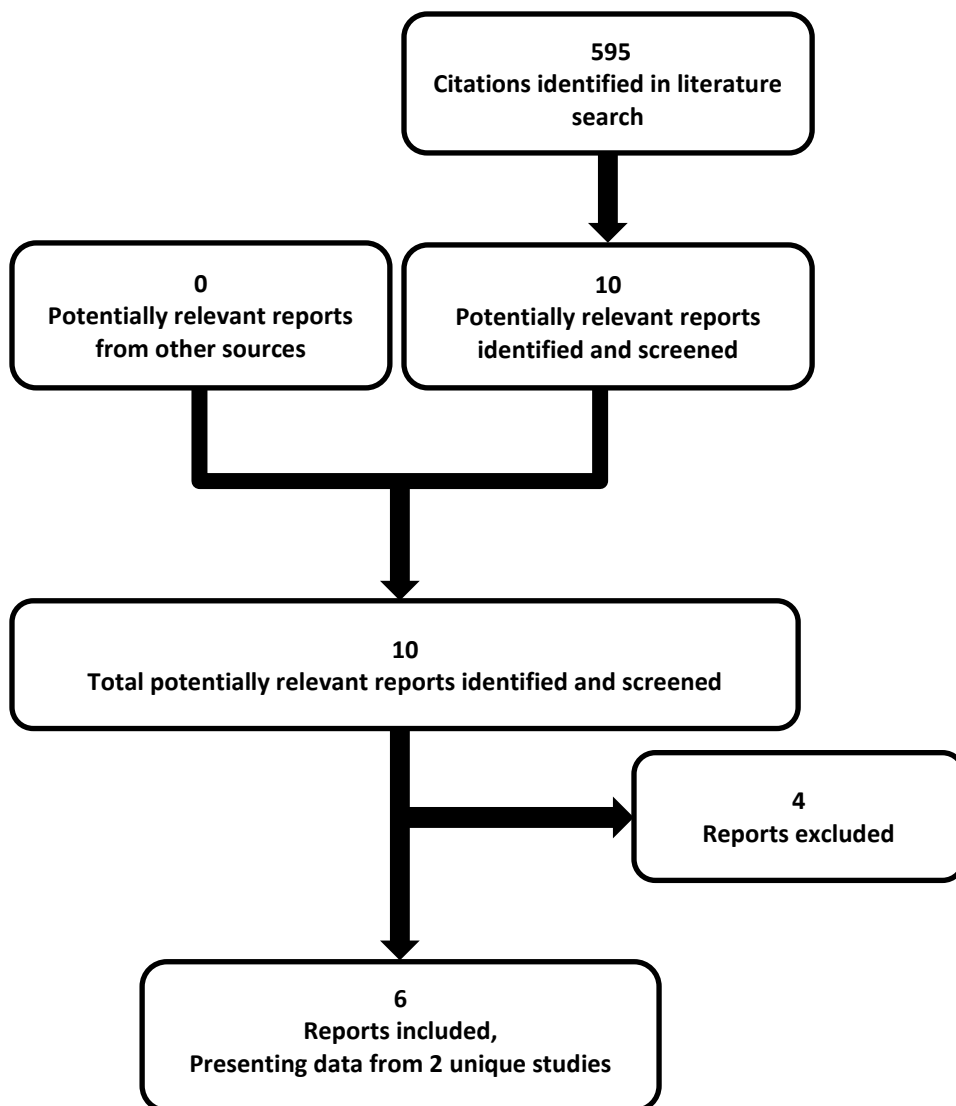 595
Citations identified in literature
search
0
Potentially relevant reports
from other sources
10
Potentially relevant reports
identified and screened
10
Total potentially relevant reports identified and screened
4
Reports excluded
6
Reports included,
Presenting data from 2 unique studies